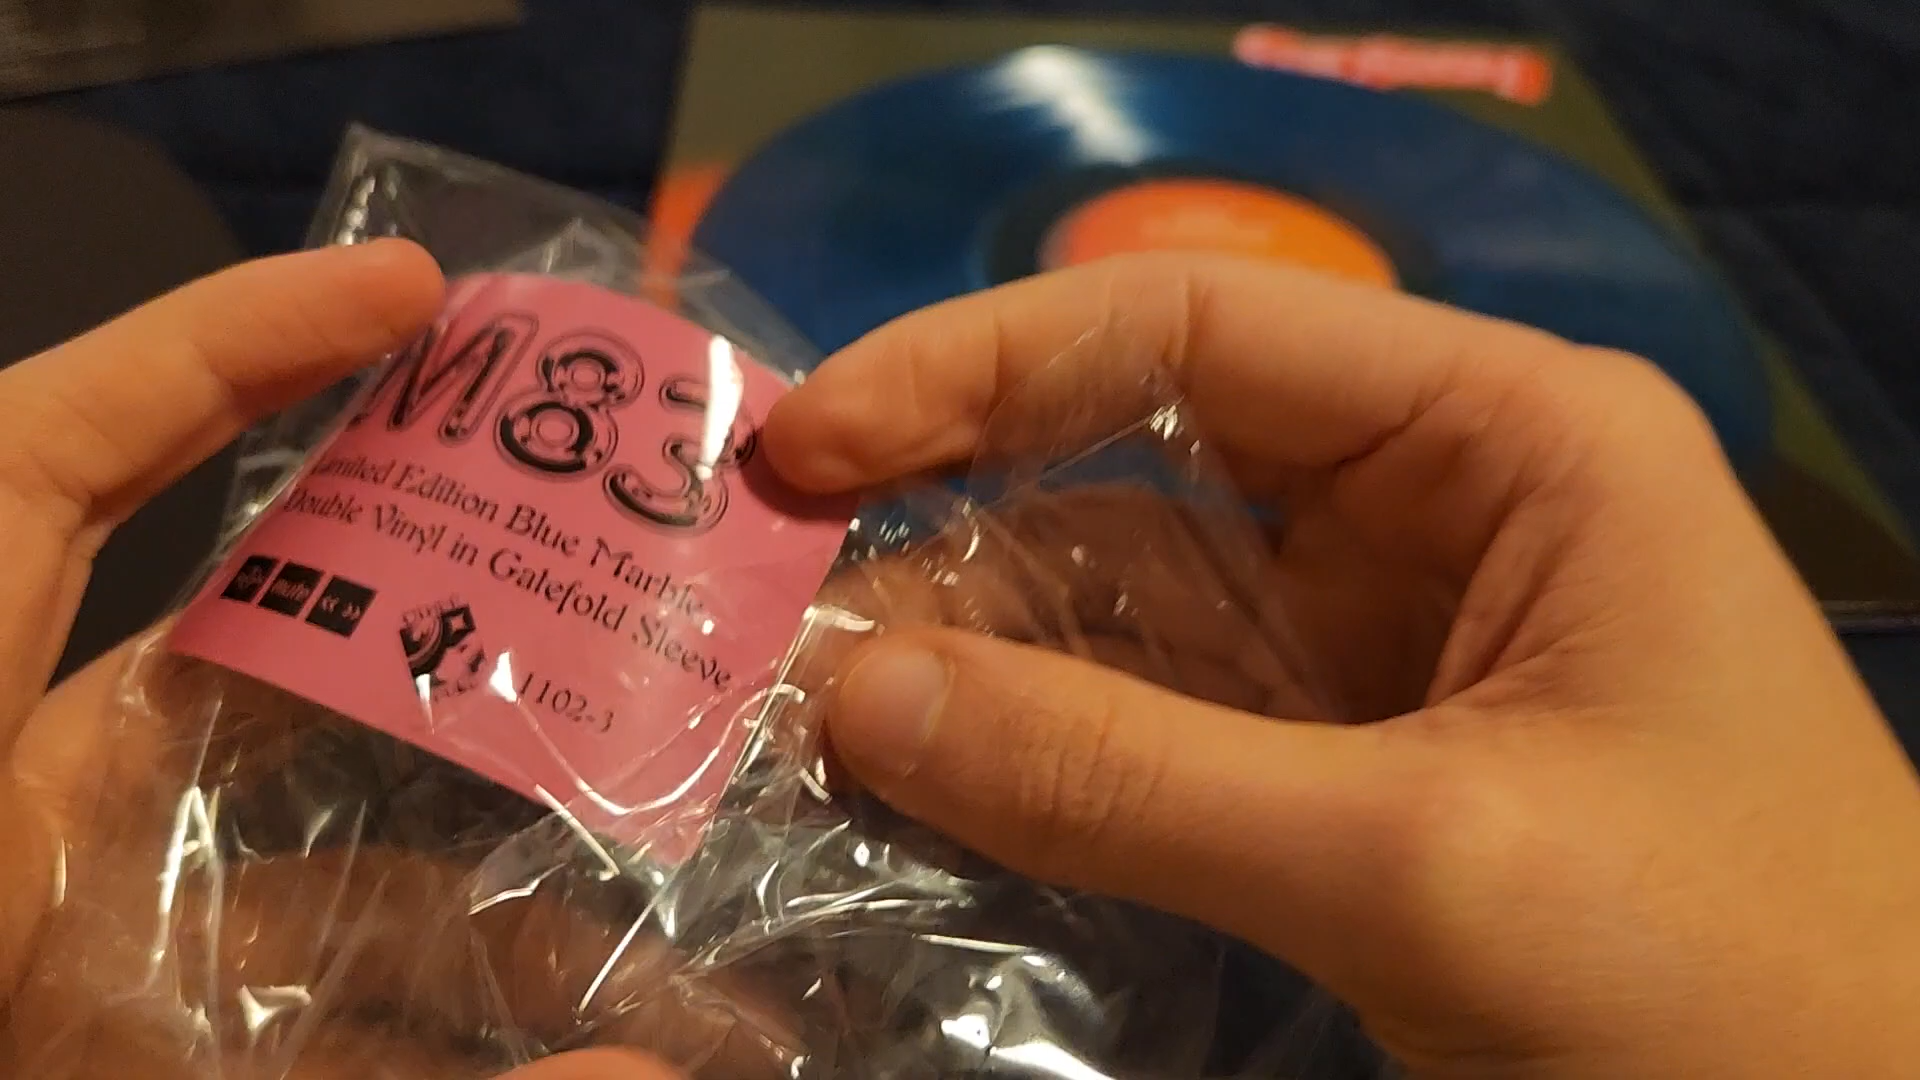 M83
Limited Edition Blue Marble
Double Vinyl in Gatefold Sleeve
mute
1102-3